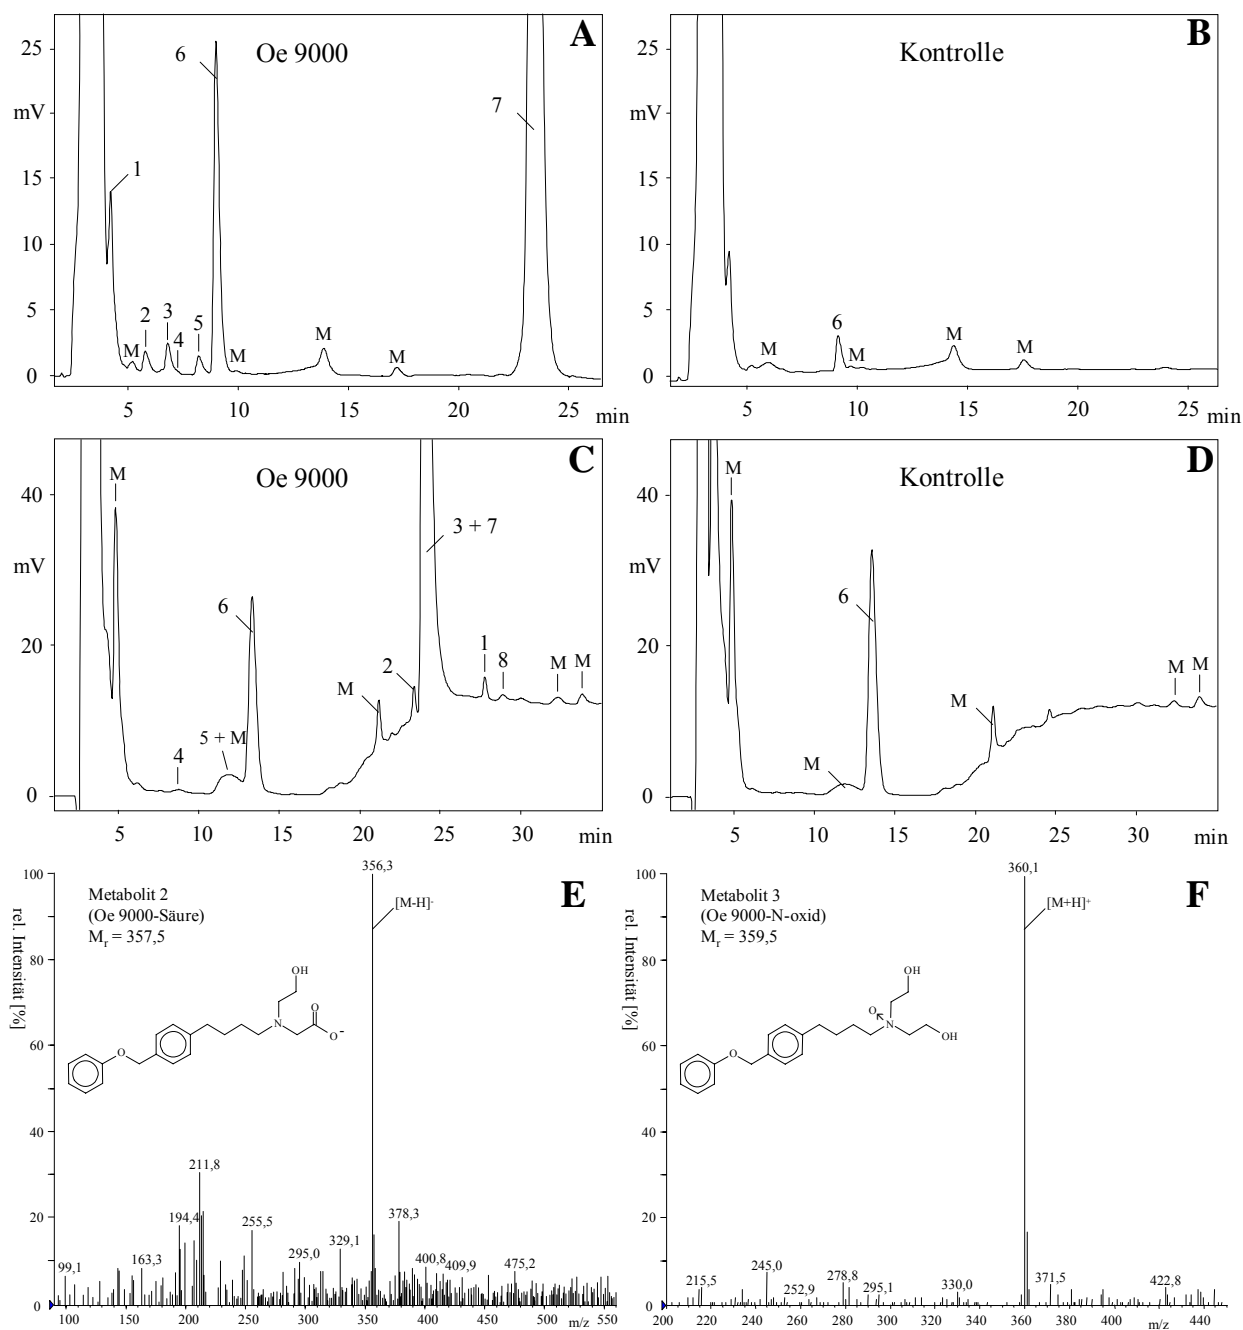 A
Oe 9000
25
mV
15
10
5
0
1
M
2
3
4
5
6
M
M
M
7
5
10
15
20
25
min
B
Kontrolle
25
mV
15
10
5
0
M
6
M
M
M
5
10
15
20
25
min
C
Oe 9000
40
mV
20
0
M
4
5 + M
6
M
2
3 + 7
1
8
M
M
5
10
15
20
25
30
min
D
Kontrolle
40
mV
20
0
M
M
6
M
M
M
5
10
15
20
25
30
min
E
Metabolit 2
(Oe 9000-Säure)
Mr = 357,5
rel. Intensität [%]
100
80
60
40
20
0
356,3
[M-H]-
OH
N
O
O-
O
211,8
194,4
255,5
378,3
329,1
295,0
163,3
99,1
400,8
409,9
475,2
100
150
200
250
300
350
400
450
500
550
m/z
F
Metabolit 3
(Oe 9000-N-oxid)
Mr = 359,5
rel. Intensität [%]
100
80
60
40
20
0
360,1
[M+H]+
OH
O
N
OH
O
215,5
245,0
252,9
278,8
295,1
330,0
371,5
422,8
200
220
240
260
280
300
320
340
360
380
400
440
m/z